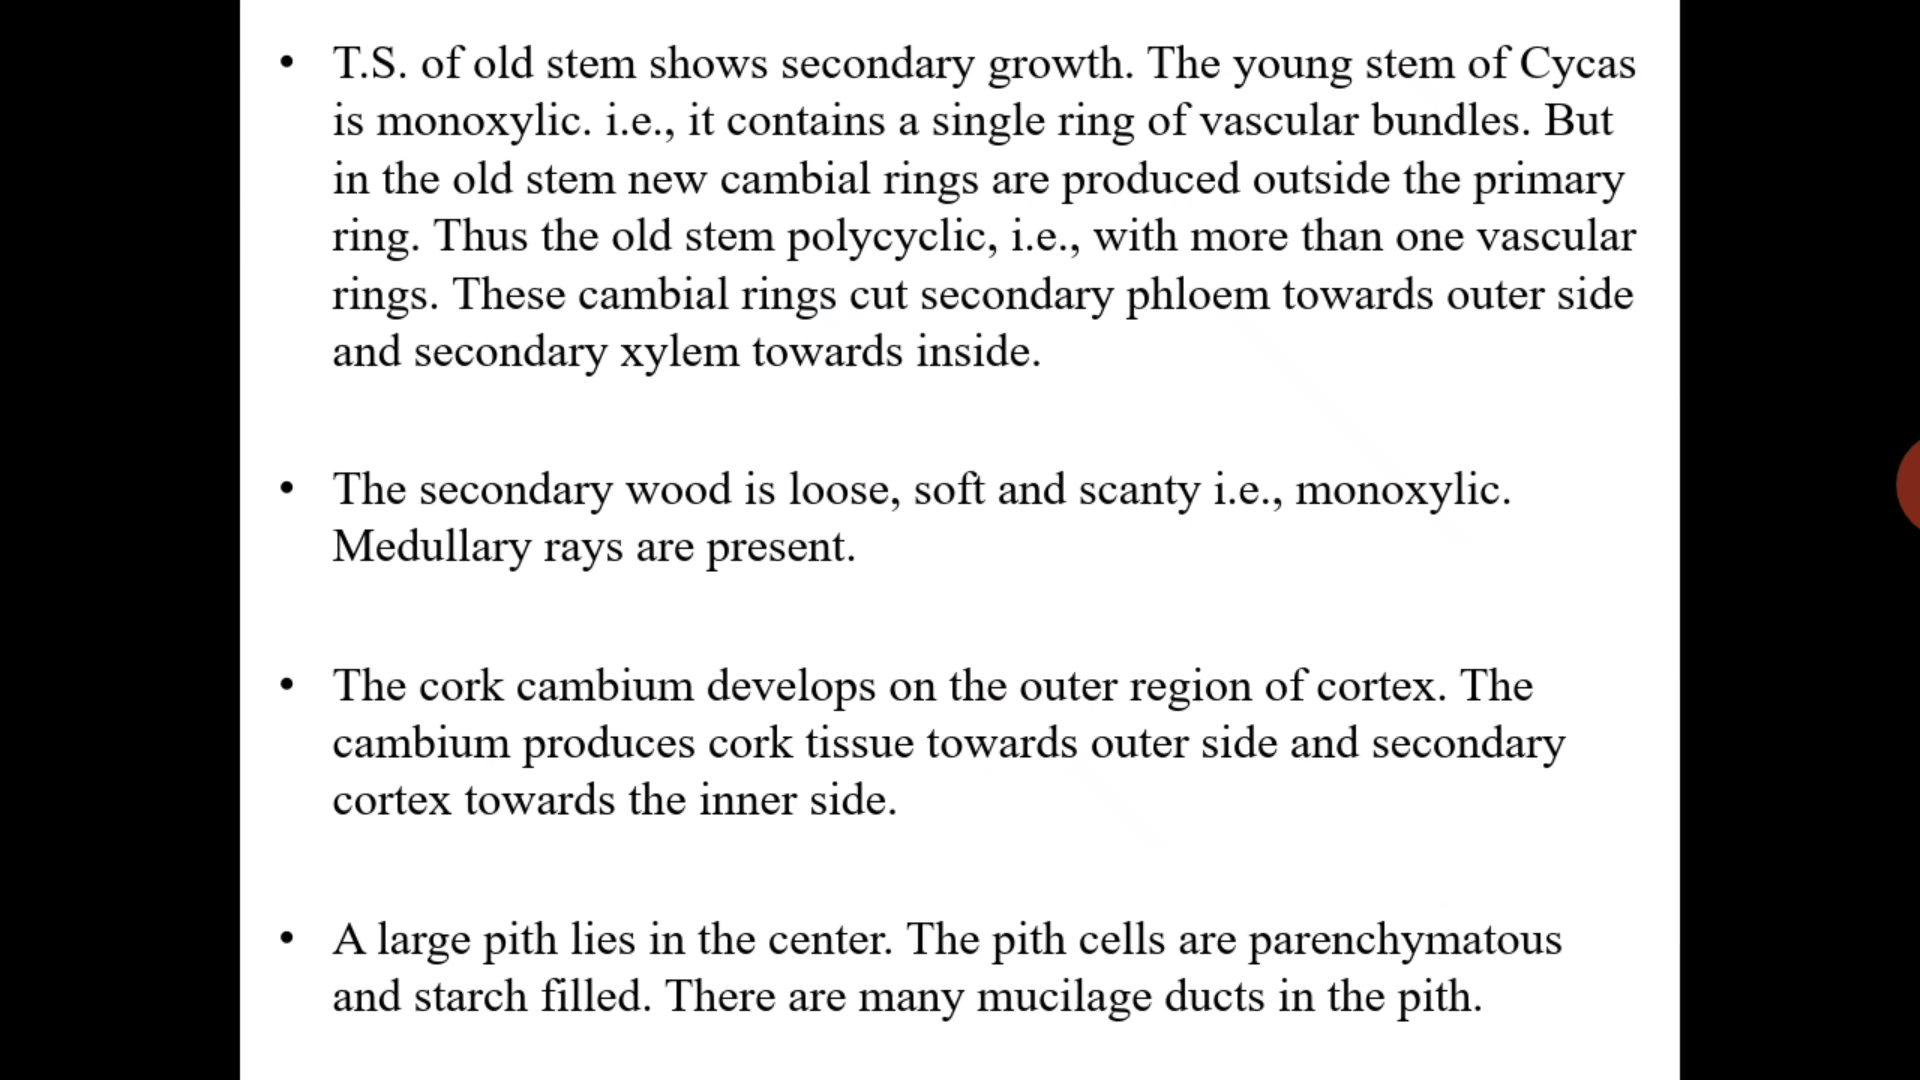 • T.S. of old stem shows secondary growth. The young stem of Cycas
is monoxylic. i.e., it contains a single ring of vascular bundles. But
in the old stem new cambial rings are produced outside the primary
ring. Thus the old stem polycyclic, i.e., with more than one vascular
rings. These cambial rings cut secondary phloem towards outer side
and secondary xylem towards inside.
• The secondary wood is loose, soft and scanty i.e., monoxylic.
Medullary rays are present.
• The cork cambium develops on the outer region of cortex. The
cambium produces cork tissue towards outer side and secondary
cortex towards the inner side.
• A large pith lies in the center. The pith cells are parenchymatous
and starch filled. There are many mucilage ducts in the pith.